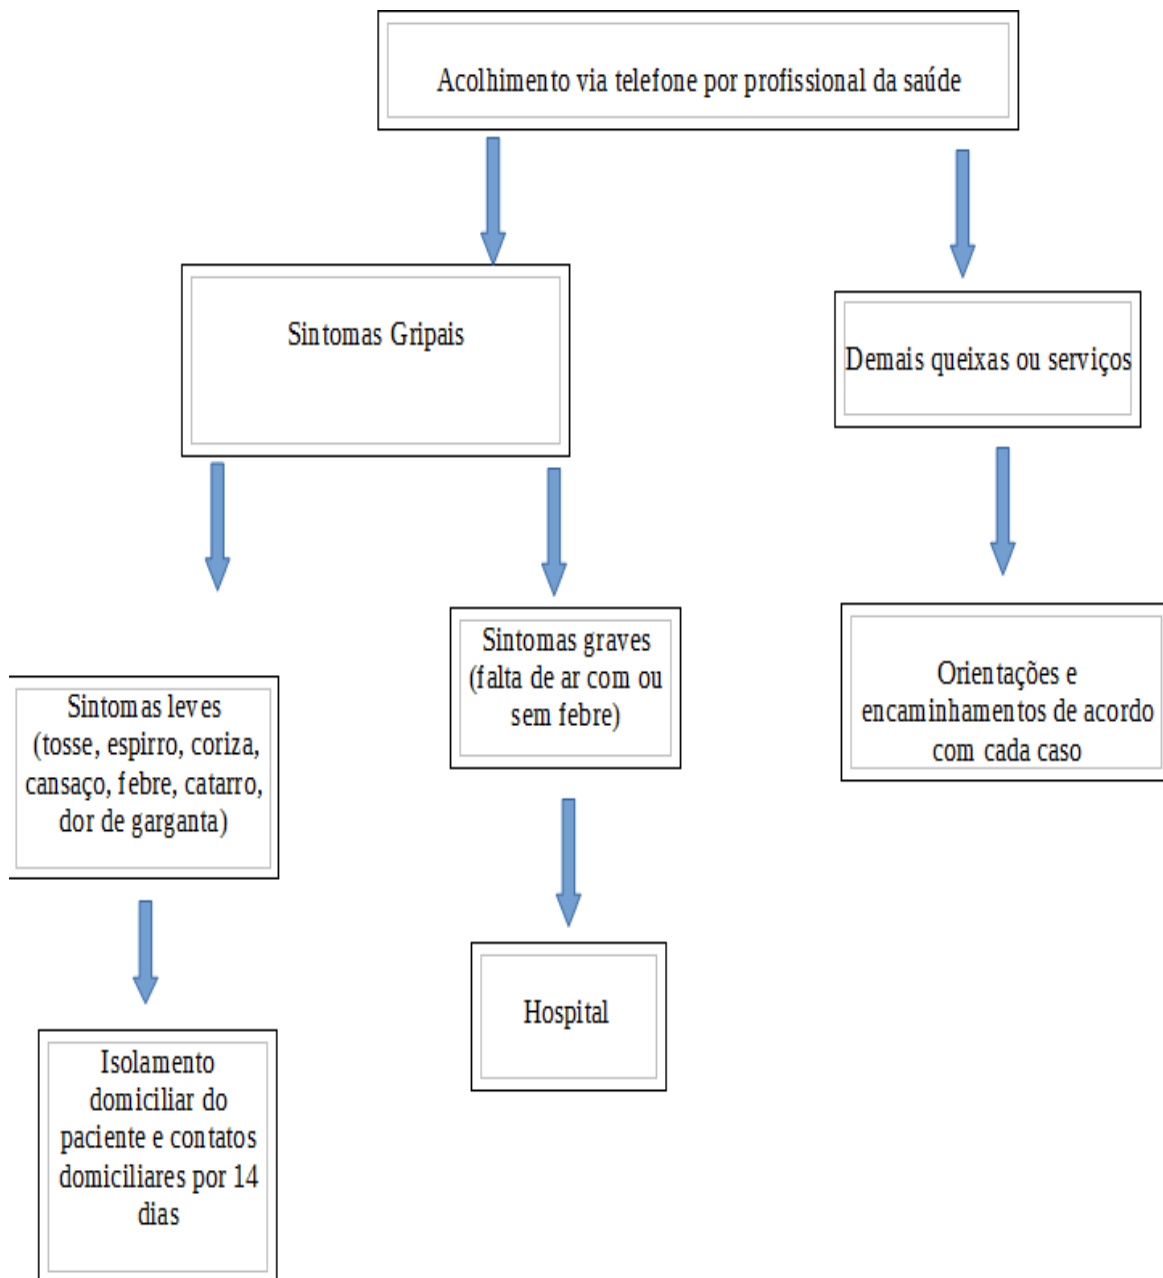 Acolhimento via telefone por profissional da saúde
Sintomas Gripais
Demais queixas ou serviços
Sintomas leves
(tosse, espirro, coriza,
cansaço, febre, catarro,
dor de garganta)
Sintomas graves
(falta de ar com ou
sem febre)
Orientações e
encaminhamentos de acordo
com cada caso
Isolamento
domiciliar do
paciente e contatos
domiciliares por 14
dias
Hospital